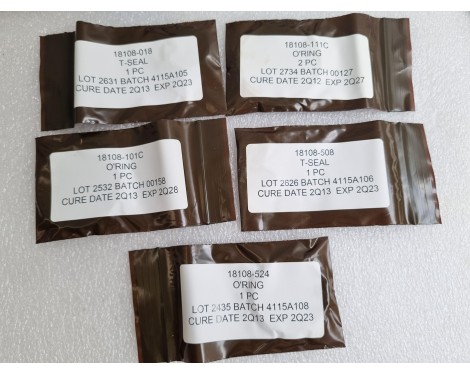 18108-018
T-SEAL
1 PC
LOT 2631 BATCH 4115A105
CURE DATE 2Q13 EXP 2Q23
18108-111C
O'RING
2 PC
LOT 2734 BATCH 00127
CURE DATE 2Q12 EXP 2Q27
18108-101C
O'RING
1 PC
LOT 2532 BATCH 00158
CURE DATE 2Q13 EXP 2Q28
18108-508
T-SEAL
1 PC
LOT 2626 BATCH 4115A106
CURE DATE 2Q13 EXP 2Q23
18108-524
O'RING
1 PC
LOT 2435 BATCH 4115A108
CURE DATE 2Q13 EXP 2Q23